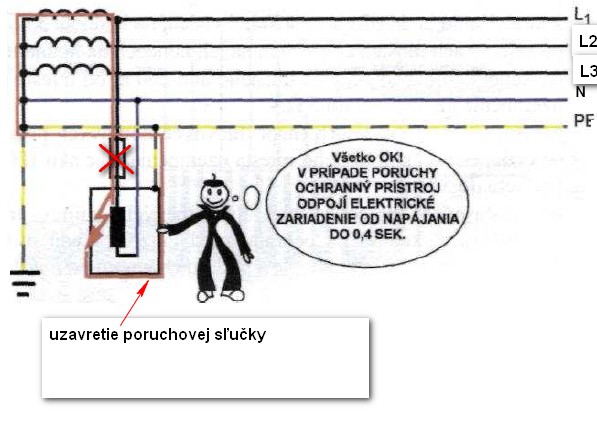 L1
L2
L3
N
PE
Všetko OK!
V PRÍPADE PORUCHY
OCHRANNÝ PRÍSTROJ
ODPOJÍ ELEKTRICKÉ
ZARIADENIE OD NAPÁJANIA
DO 0,4 SEK.
uzavretie poruchovej sľučky